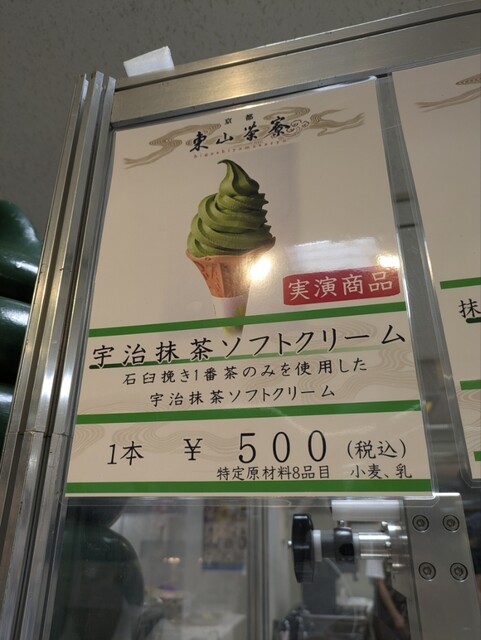 京都
東山茶寮
higashiyamasaryo
実演商品
宇治抹茶ソフトクリーム
石臼挽き1番茶のみを使用した
宇治抹茶ソフトクリーム
1本 ¥500(税込)
特定原材料8品目 小麦、乳
抹